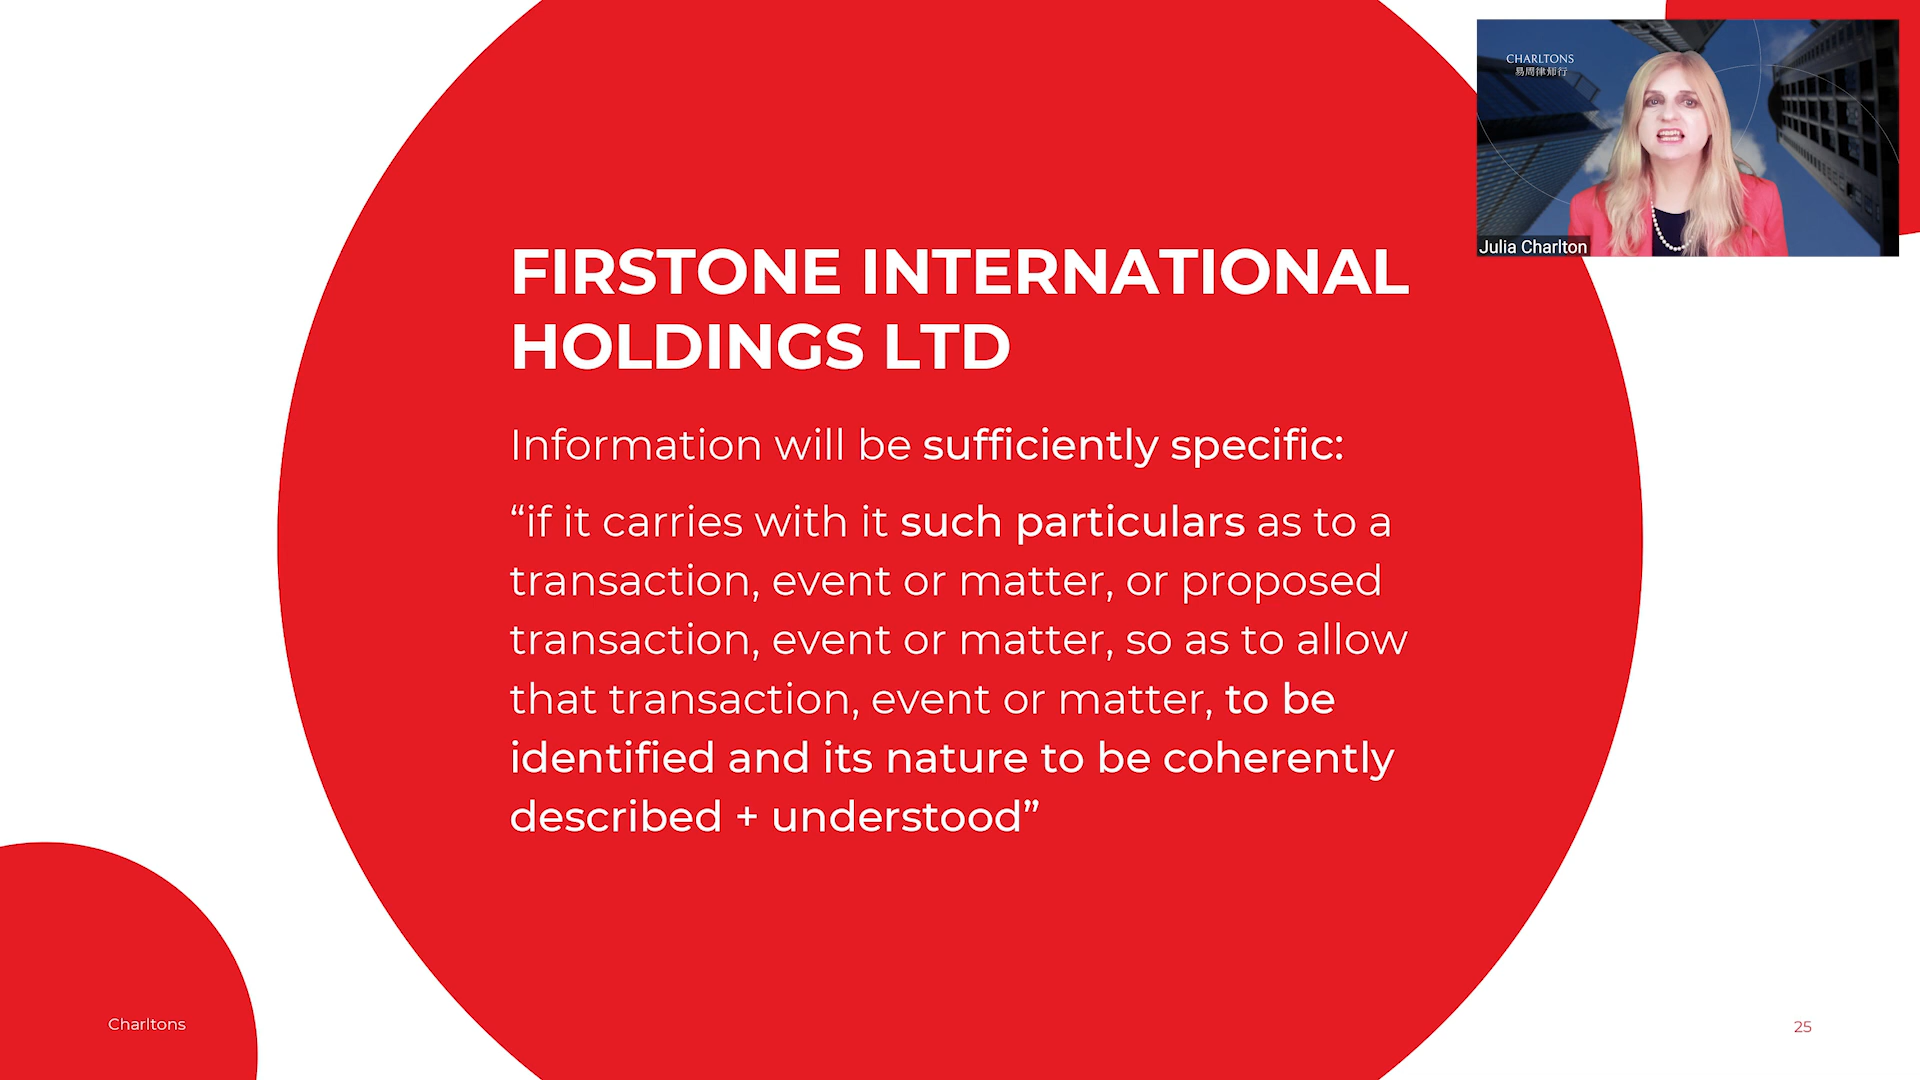 CHARLTONS
易周律师行
Julia Charlton
FIRSTONE INTERNATIONAL
HOLDINGS LTD
Information will be sufficiently specific:
“if it carries with it such particulars as to a
transaction, event or matter, or proposed
transaction, event or matter, so as to allow
that transaction, event or matter, to be
identified and its nature to be coherently
described + understood”
Charltons
25